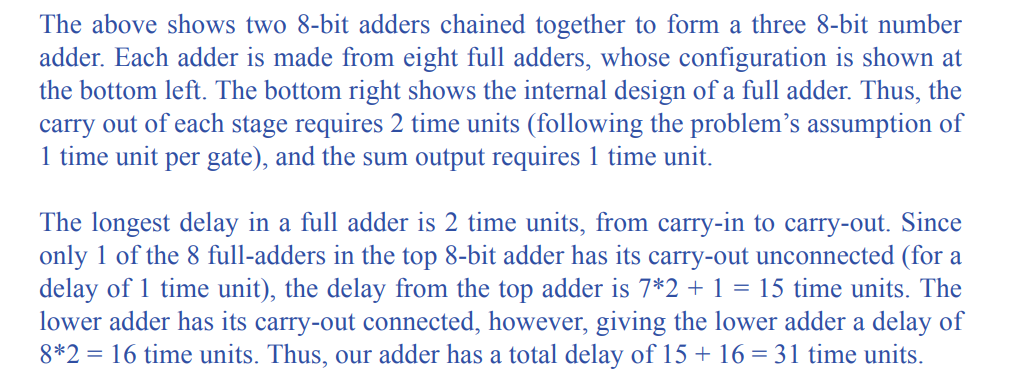 The above shows two 8-bit adders chained together to form a three 8-bit number
adder. Each adder is made from eight full adders, whose configuration is shown at
the bottom left. The bottom right shows the internal design of a full adder. Thus, the
carry out of each stage requires 2 time units (following the problem’s assumption of
1 time unit per gate), and the sum output requires 1 time unit.
The longest delay in a full adder is 2 time units, from carry-in to carry-out. Since
only 1 of the 8 full-adders in the top 8-bit adder has its carry-out unconnected (for a
delay of 1 time unit), the delay from the top adder is 7*2 + 1 = 15 time units. The
lower adder has its carry-out connected, however, giving the lower adder a delay of
8*2 = 16 time units. Thus, our adder has a total delay of 15 + 16 = 31 time units.